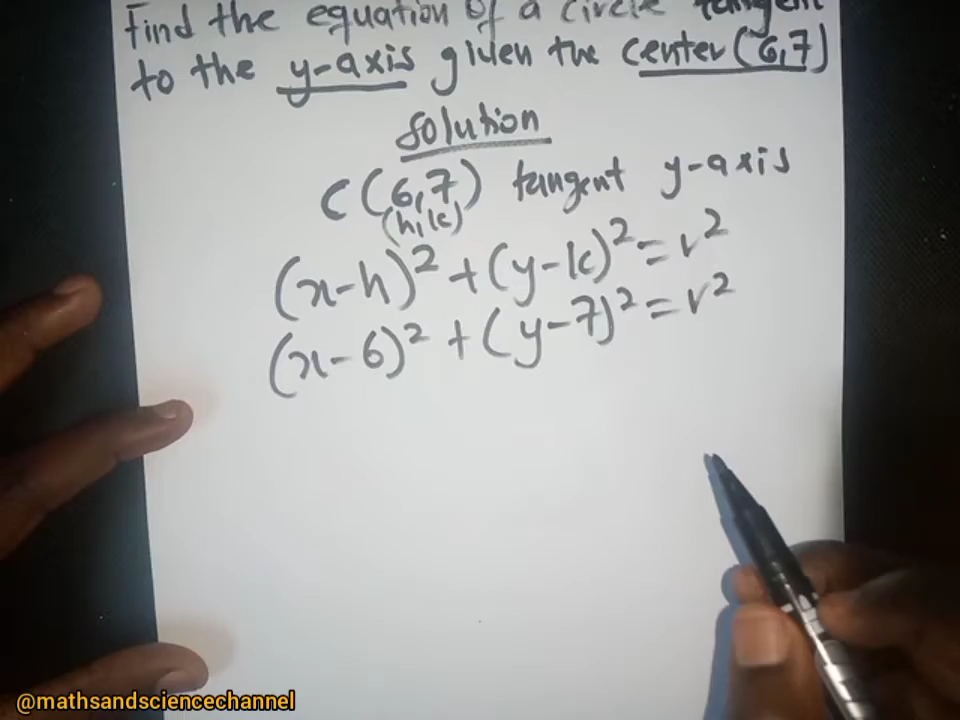 Find the equation of a circle tangent
to the y-axis given the center (6,7)
Solution
C(6,7) tangent y-axis
(h,k)
(x-h)² + (y-k)² = r²
(x-6)² + (y-7)² = r²
@mathsandsciencechannel